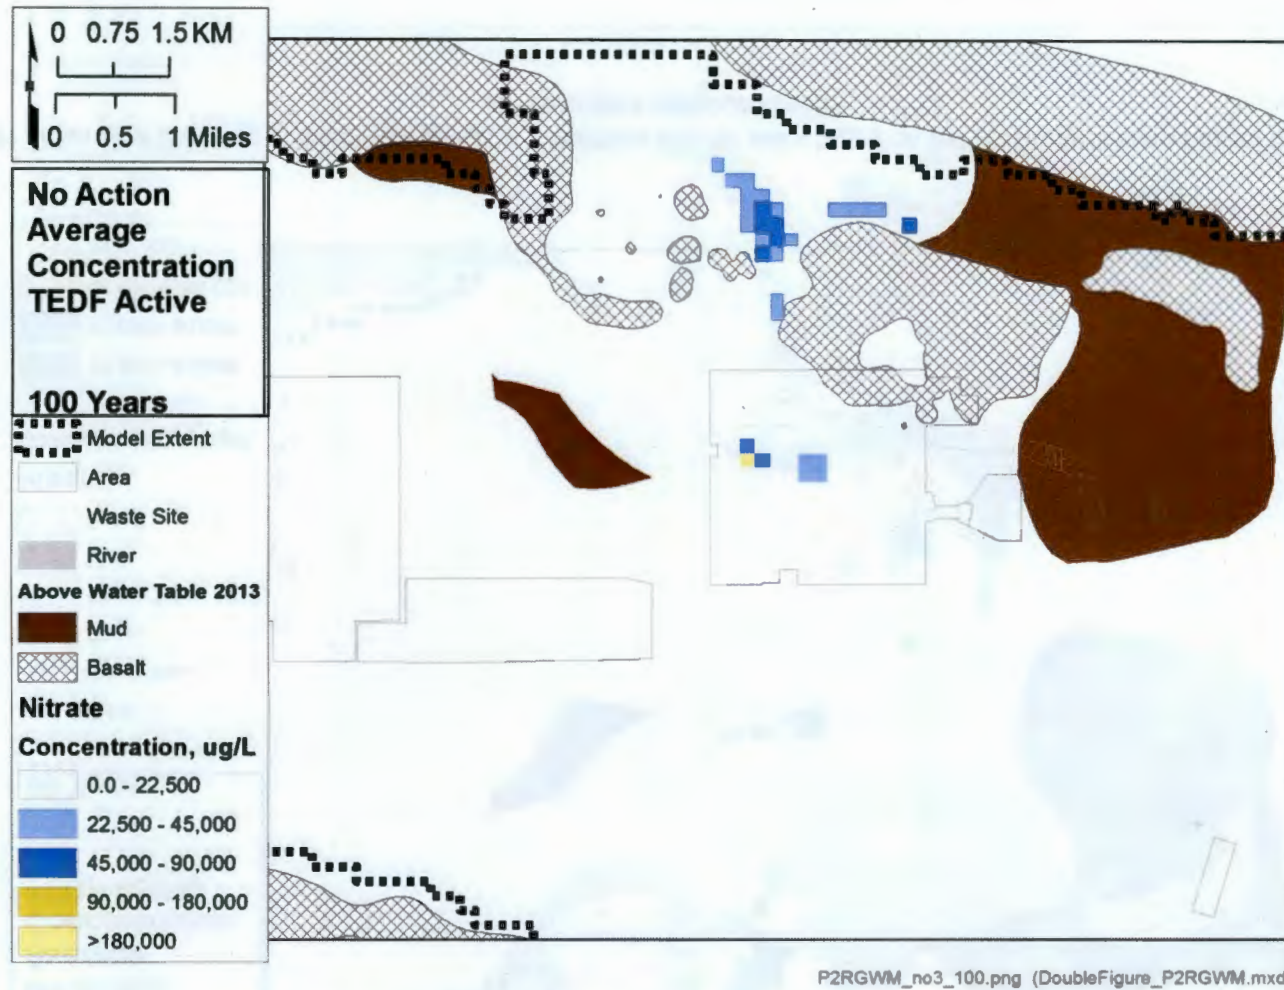 0 0.75 1.5 KM
0 0.5 1 Miles
No Action
Average
Concentration
TEDF Active
100 Years
Model Extent
Area
Waste Site
River
Above Water Table 2013
Mud
Basalt
Nitrate
Concentration, ug/L
0.0 - 22,500
22,500 - 45,000
45,000 - 90,000
90,000 - 180,000
>180,000
P2RGWM_no3_100.png (DoubleFigure_P2RGWM.mxd